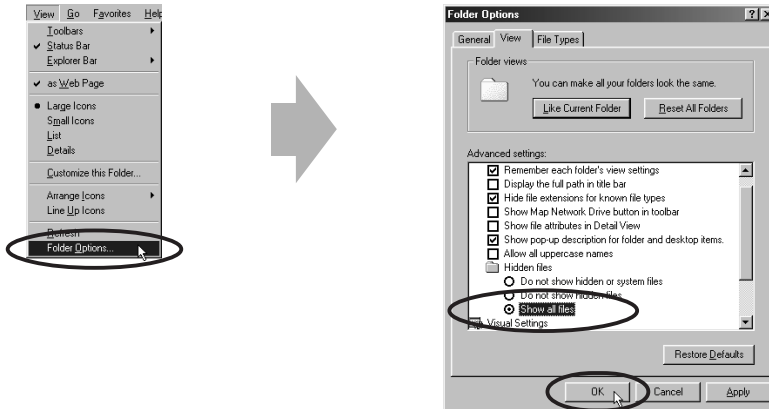 View Go Favorites Help
Toolbars
Status Bar
Explorer Bar
as Web Page
Large Icons
Small Icons
List
Details
Customize this Folder...
Arrange Icons
Line Up Icons
Refresh
Folder Options...
Folder Options
General View File Types
Folder views
You can make all your folders look the same.
Like Current Folder Reset All Folders
Advanced settings:
Remember each folder's view settings
Display the full path in title bar
Hide file extensions for known file types
Show Map Network Drive button in toolbar
Show file attributes in Detail View
Show pop-up description for folder and desktop items.
Allow all uppercase names
Hidden files
Do not show hidden or system files
Do not show hidden files
Show all files
Visual Settings
Restore Defaults
OK Cancel Apply